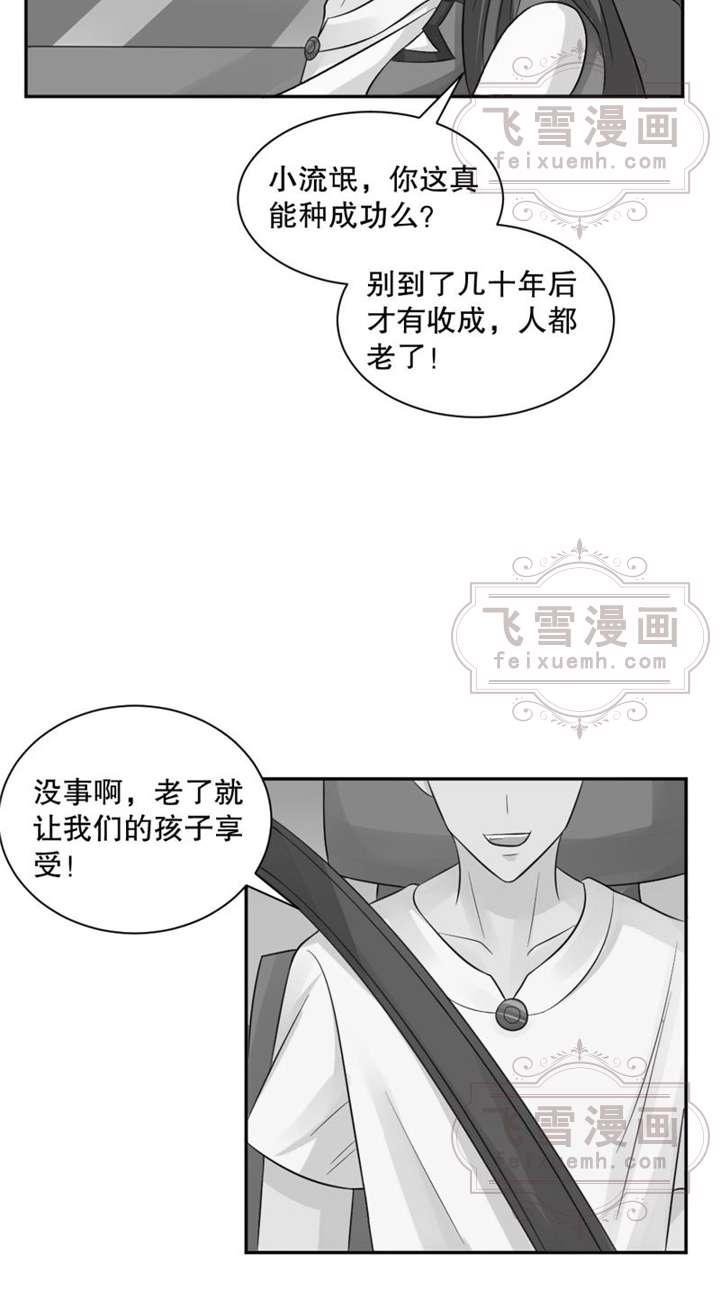 飞雪漫画
feixuemh.com
小流氓，你这真
能种成功么？
别到了几十年后
才有收成，人都
老了！
飞雪漫画
feixuemh.com
没事啊，老了就
让我们的孩子享
受！
飞雪漫画
feixuemh.com